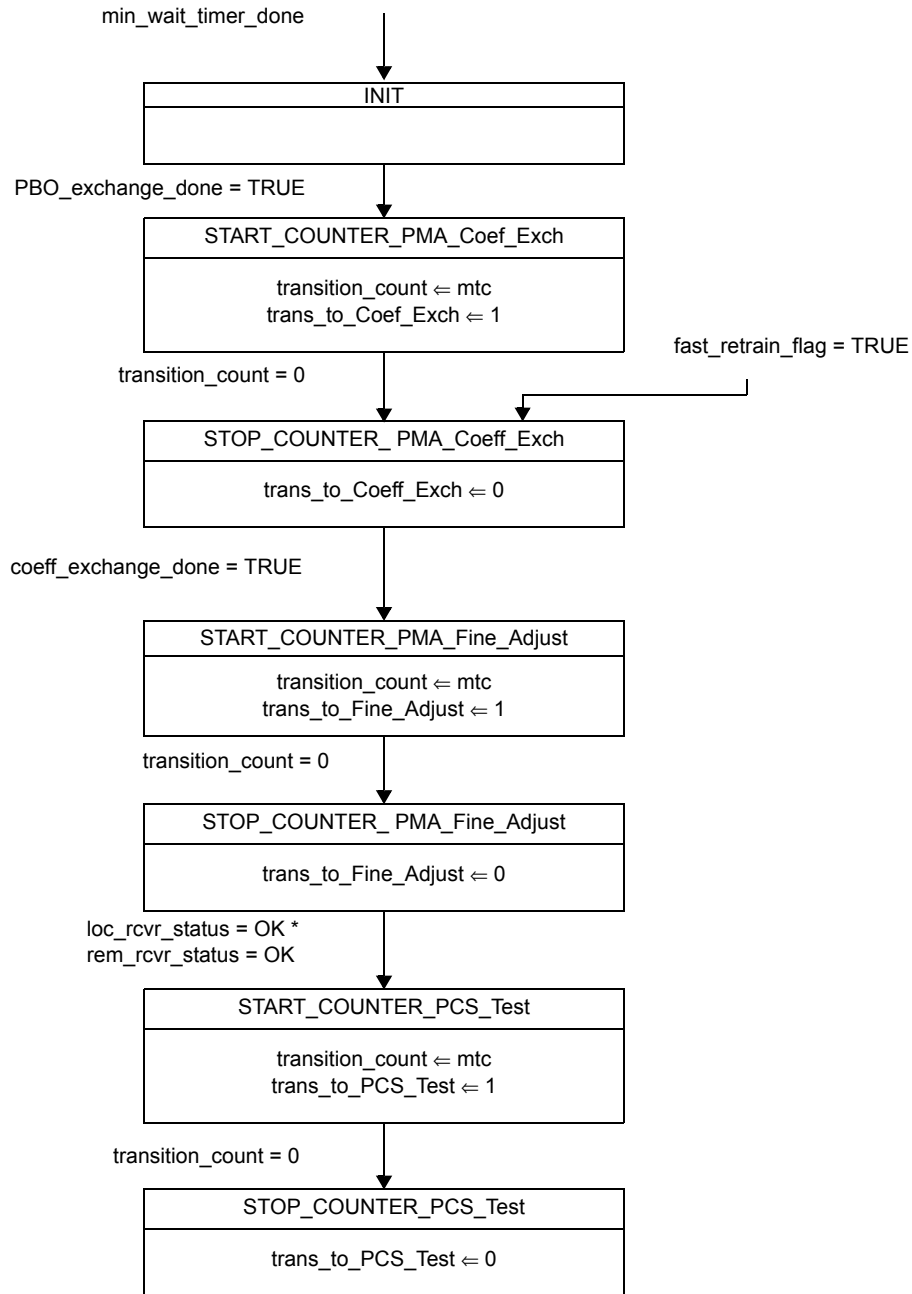 min_wait_timer_done
INIT
PBO_exchange_done = TRUE
START_COUNTER_PMA_Coef_Exch
transition_count ⇐ mtc
trans_to_Coef_Exch ⇐ 1
fast_retrain_flag = TRUE
transition_count = 0
STOP_COUNTER_ PMA_Coeff_Exch
trans_to_Coeff_Exch ⇐ 0
coeff_exchange_done = TRUE
START_COUNTER_PMA_Fine_Adjust
transition_count ⇐ mtc
trans_to_Fine_Adjust ⇐ 1
transition_count = 0
STOP_COUNTER_ PMA_Fine_Adjust
trans_to_Fine_Adjust ⇐ 0
loc_rcvr_status = OK *
rem_rcvr_status = OK
START_COUNTER_PCS_Test
transition_count ⇐ mtc
trans_to_PCS_Test ⇐ 1
transition_count = 0
STOP_COUNTER_PCS_Test
trans_to_PCS_Test ⇐ 0